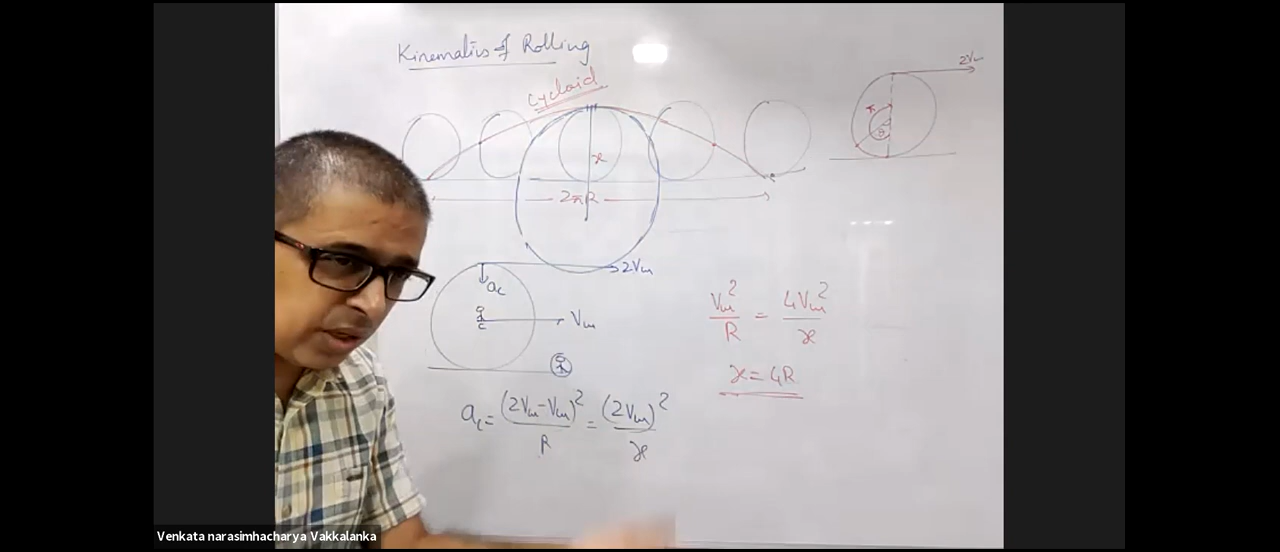 Kinematics of Rolling
cycloid
2Vm
π
θ
x
2πR
2Vm
ac
c
Vm
Vm² / R = 4Vm² / x
x = 4R
ac = (2Vm - Vm)² / R = (2Vm)² / x
Venkata narasimhacharya Vakkalanka